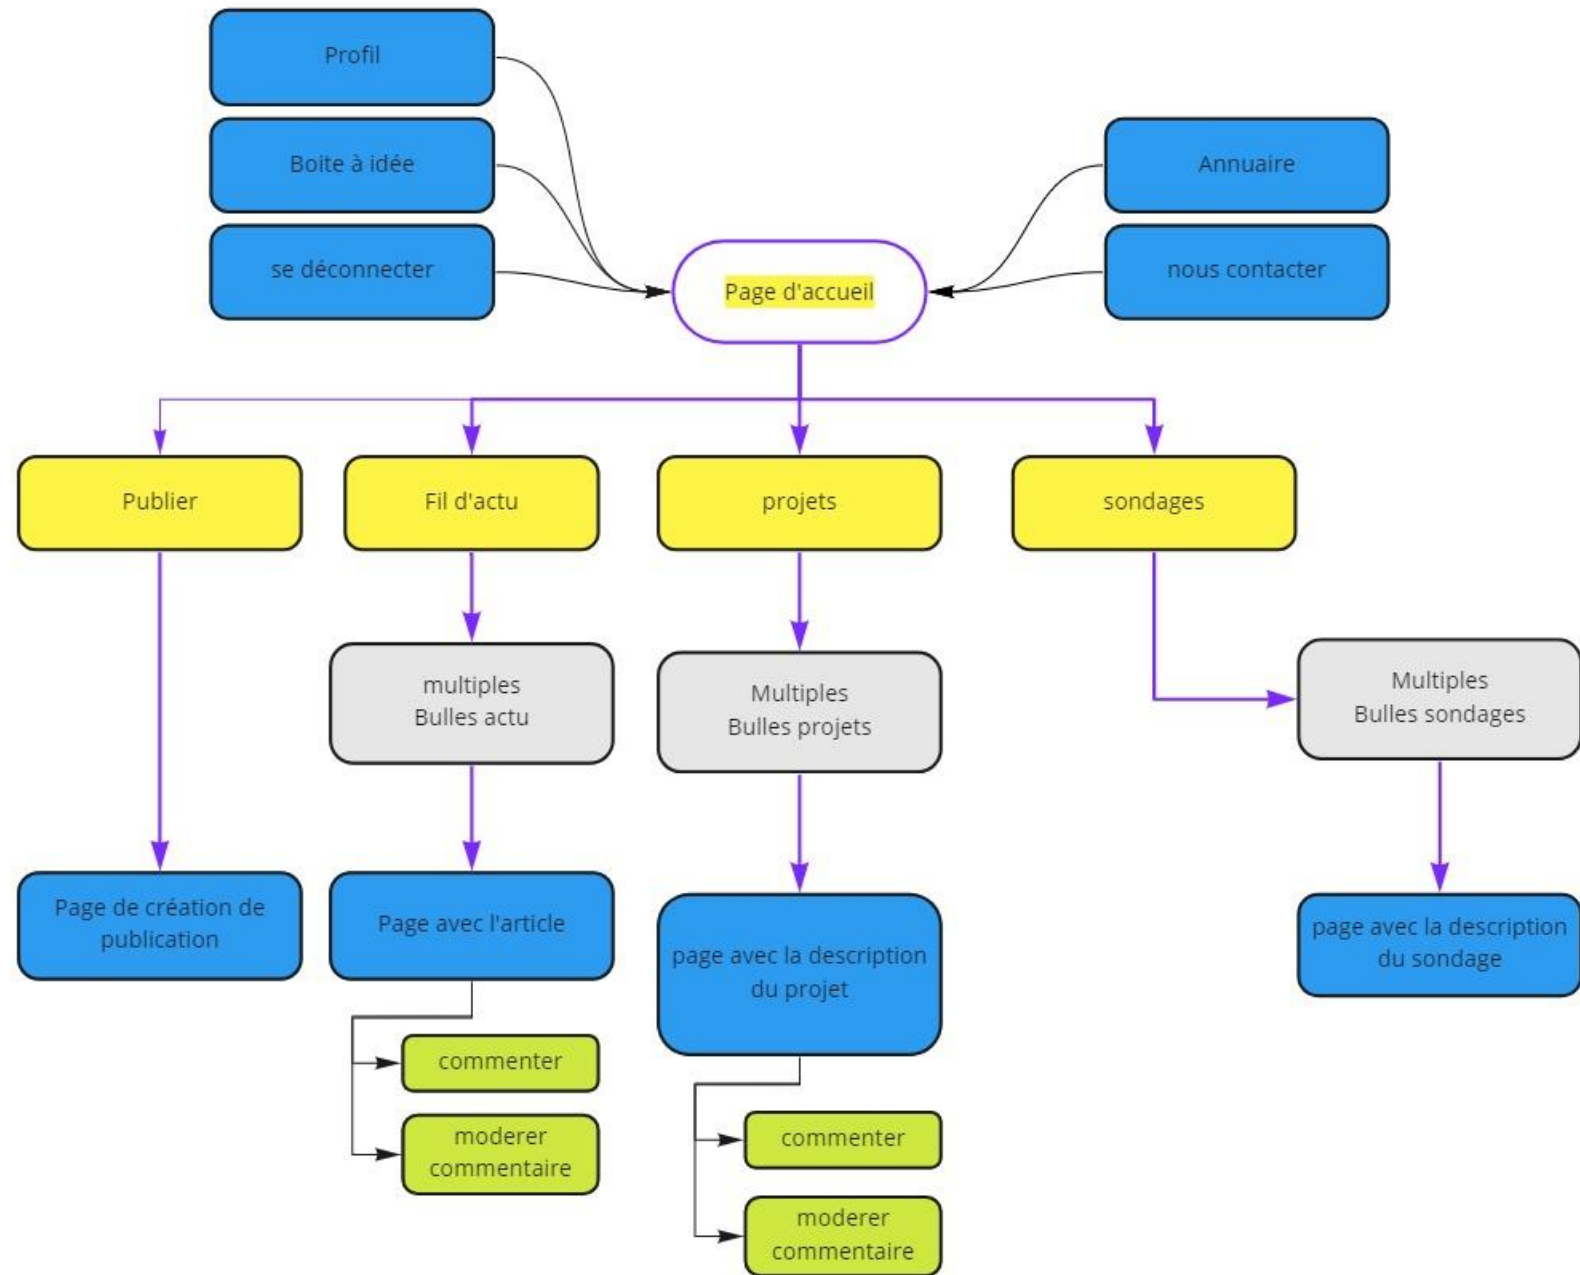 Profil
Boite à idée
Annuaire
se déconnecter
nous contacter
Page d'accueil
Publier
Fil d'actu
projets
sondages
multiples
Bulles actu
Multiples
Bulles projets
Multiples
Bulles sondages
Page de création de
publication
Page avec l'article
page avec la description
du projet
page avec la description
du sondage
commenter
moderer
commentaire
commenter
moderer
commentaire